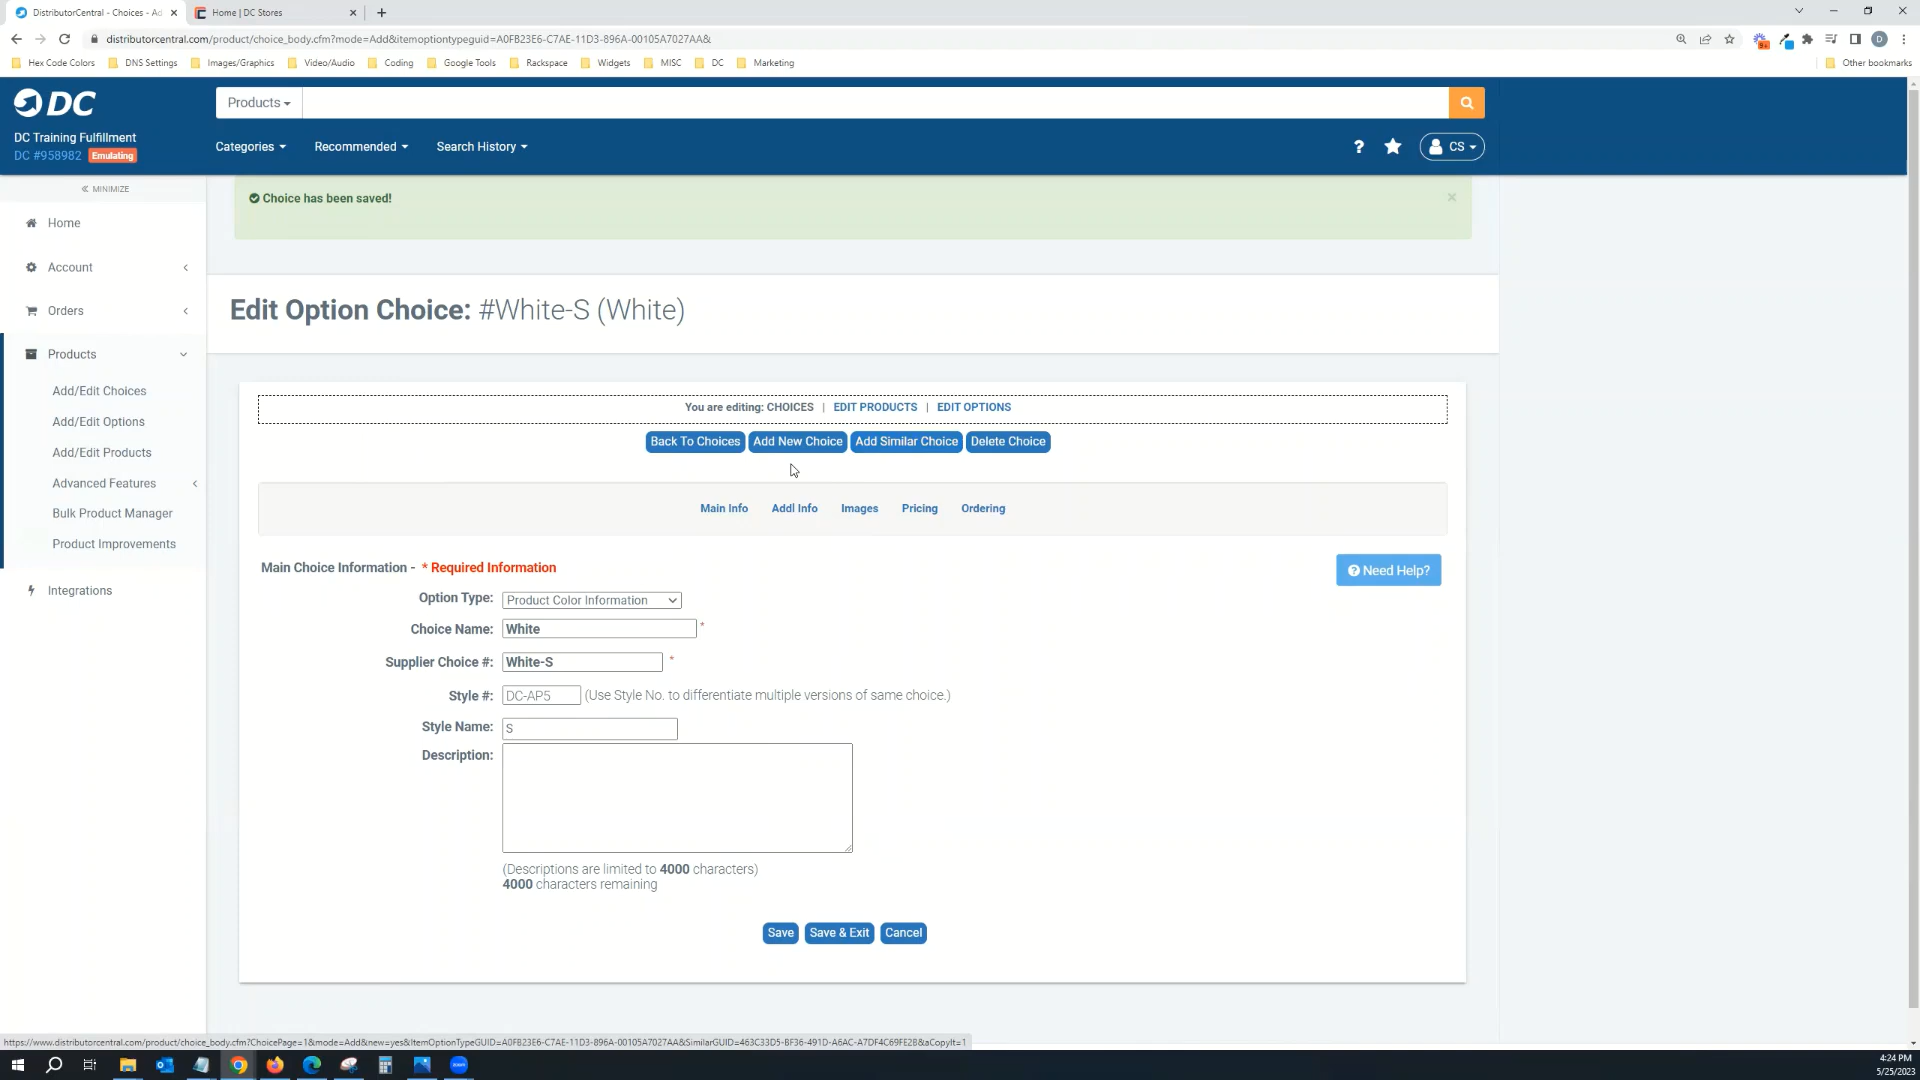 DistributorCentral - Choices - Ad
Home | DC Stores
distributorcentral.com/product/choice_body.cfm?mode=Add&itemoptiontypeguid=A0FB23E6-C7AE-11D3-896A-00105A7027AA&
D
Hex Code Colors
DNS Settings
Images/Graphics
Video/Audio
Coding
Google Tools
Rackspace
Widgets
MISC
DC
Marketing
Other bookmarks
DC
Products
DC Training Fulfillment
DC #958982 Emulating
Categories
Recommended
Search History
?
CS
« MINIMIZE
Home
Account
Orders
Products
Add/Edit Choices
Add/Edit Options
Add/Edit Products
Advanced Features
Bulk Product Manager
Product Improvements
Integrations
Choice has been saved!
×
Edit Option Choice: #White-S (White)
You are editing: CHOICES | EDIT PRODUCTS | EDIT OPTIONS
Back To Choices Add New Choice Add Similar Choice Delete Choice
Main Info Addl Info Images Pricing Ordering
Main Choice Information - * Required Information
Need Help?
Option Type: Product Color Information
Choice Name: White *
Supplier Choice #: White-S *
Style #: DC-AP5 (Use Style No. to differentiate multiple versions of same choice.)
Style Name: S
Description:
(Descriptions are limited to 4000 characters)
4000 characters remaining
Save Save & Exit Cancel
https://www.distributorcentral.com/product/choice_body.cfm?ChoicePage=1&mode=Add&new=yes&ItemOptionTypeGUID=A0FB23E6-C7AE-11D3-896A-00105A7027AA&SimilarGUID=463C33D5-BF36-491D-A6AC-A7DF4C69FE2B&aCopyIt=1
4:24 PM
5/25/2023